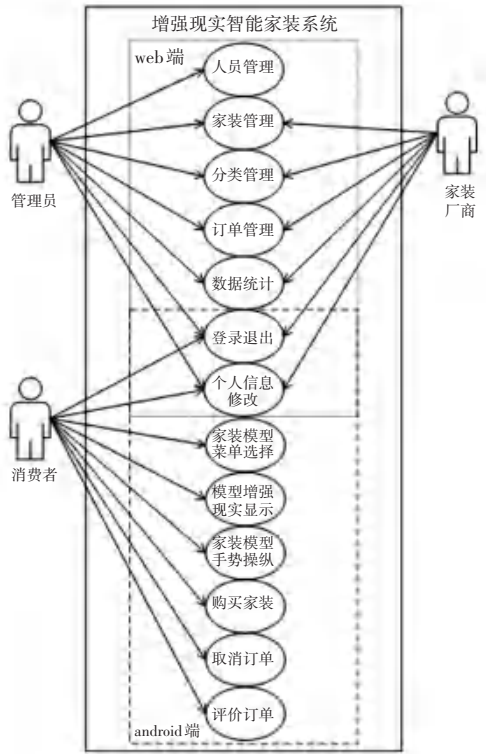 增强现实智能家装系统
web端
人员管理
家装管理
分类管理
订单管理
数据统计
登录退出
个人信息
修改
家装模型
菜单选择
模型增强
现实显示
家装模型
手势操纵
购买家装
取消订单
评价订单
android端
管理员
家装
厂商
消费者